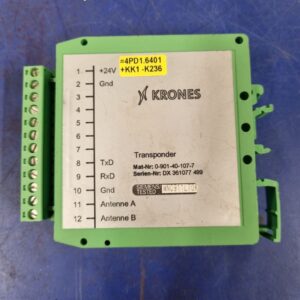 =4PD1.6401
+KK1 -K236
1 +24V
2 Gnd
3
4
5
6
7
8 TxD
9 RxD
10 Gnd
11 Antenne A
12 Antenne B
KRONES
Transponder
Mat-Nr: 0-901-40-107-7
Serien-Nr: DX 361077 499
TESTED